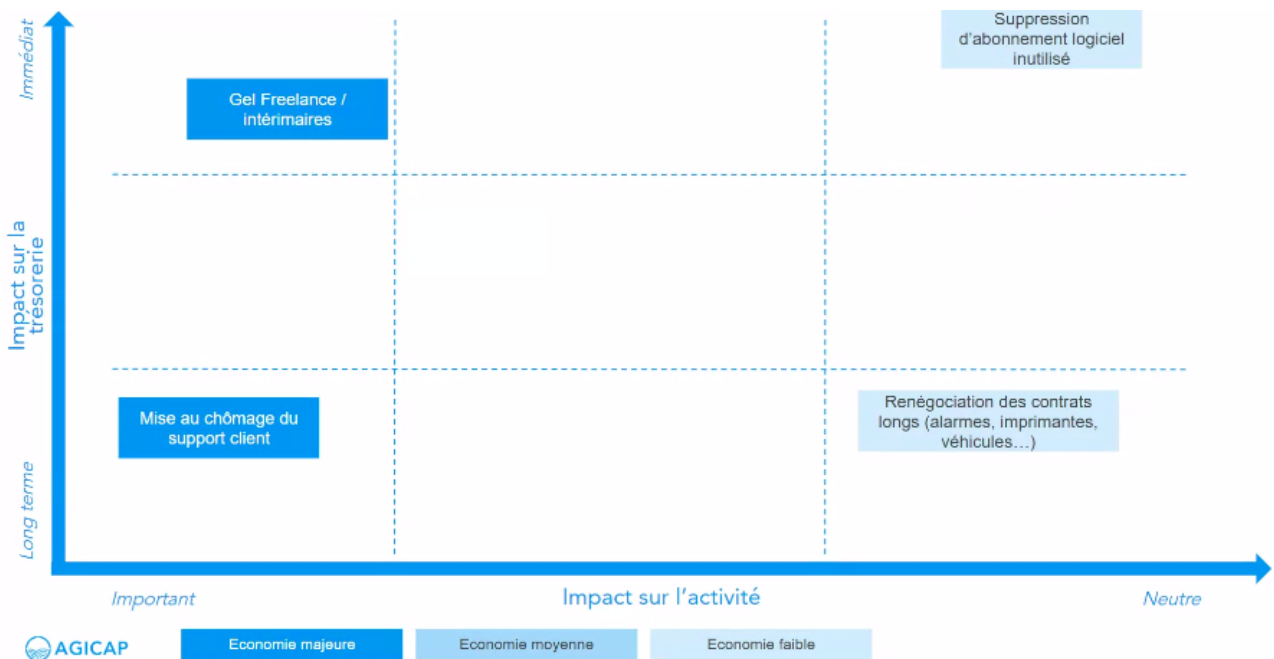 Immédiat
Suppression
d'abonnement logiciel
inutilisé
Gel Freelance /
intérimaires
Impact sur la
trésorerie
Mise au chômage du
support client
Renégociation des contrats
longs (alarmes, imprimantes,
véhicules...)
Long terme
Important
Impact sur l'activité
Neutre
AGICAP
Economie majeure
Economie moyenne
Economie faible